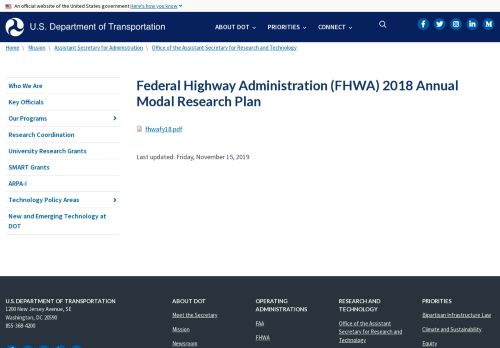 An official website of the United States government Here's how you know
U.S. Department of Transportation
ABOUT DOT
PRIORITIES
CONNECT
Home \ Mission \ Assistant Secretary for Administration \ Office of the Assistant Secretary for Research and Technology
Who We Are
Key Officials
Our Programs
Research Coordination
University Research Grants
SMART Grants
ARPA-I
Technology Policy Areas
New and Emerging Technology at
DOT
Federal Highway Administration (FHWA) 2018 Annual
Modal Research Plan
fhwafy18.pdf
Last updated: Friday, November 15, 2019
U.S. DEPARTMENT OF TRANSPORTATION
1200 New Jersey Avenue, SE
Washington, DC 20590
855-368-4200
ABOUT DOT
Meet the Secretary
Mission
Newsroom
OPERATING
ADMINISTRATIONS
FAA
FHWA
RESEARCH AND
TECHNOLOGY
Office of the Assistant
Secretary for Research and
Technology
PRIORITIES
Bipartisan Infrastructure Law
Climate and Sustainability
Equity